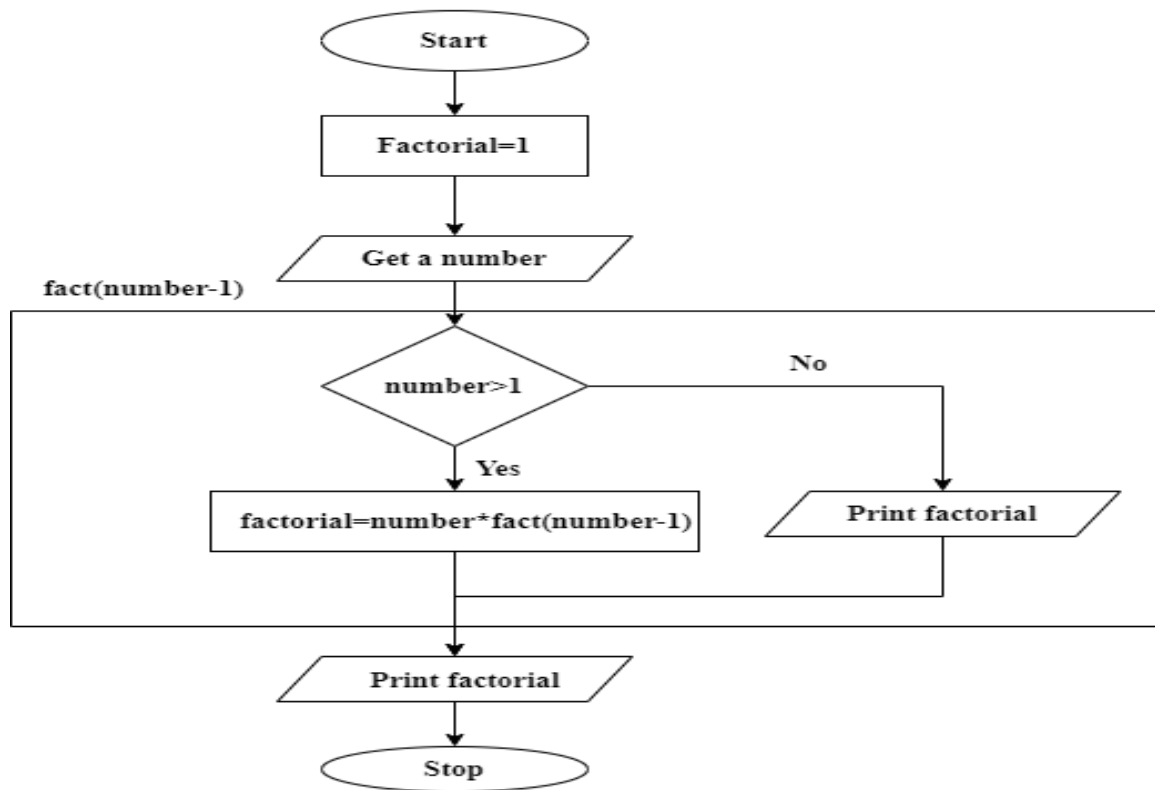 Start
Factorial=1
Get a number
fact(number-1)
number>1
No
Yes
factorial=number*fact(number-1)
Print factorial
Print factorial
Stop